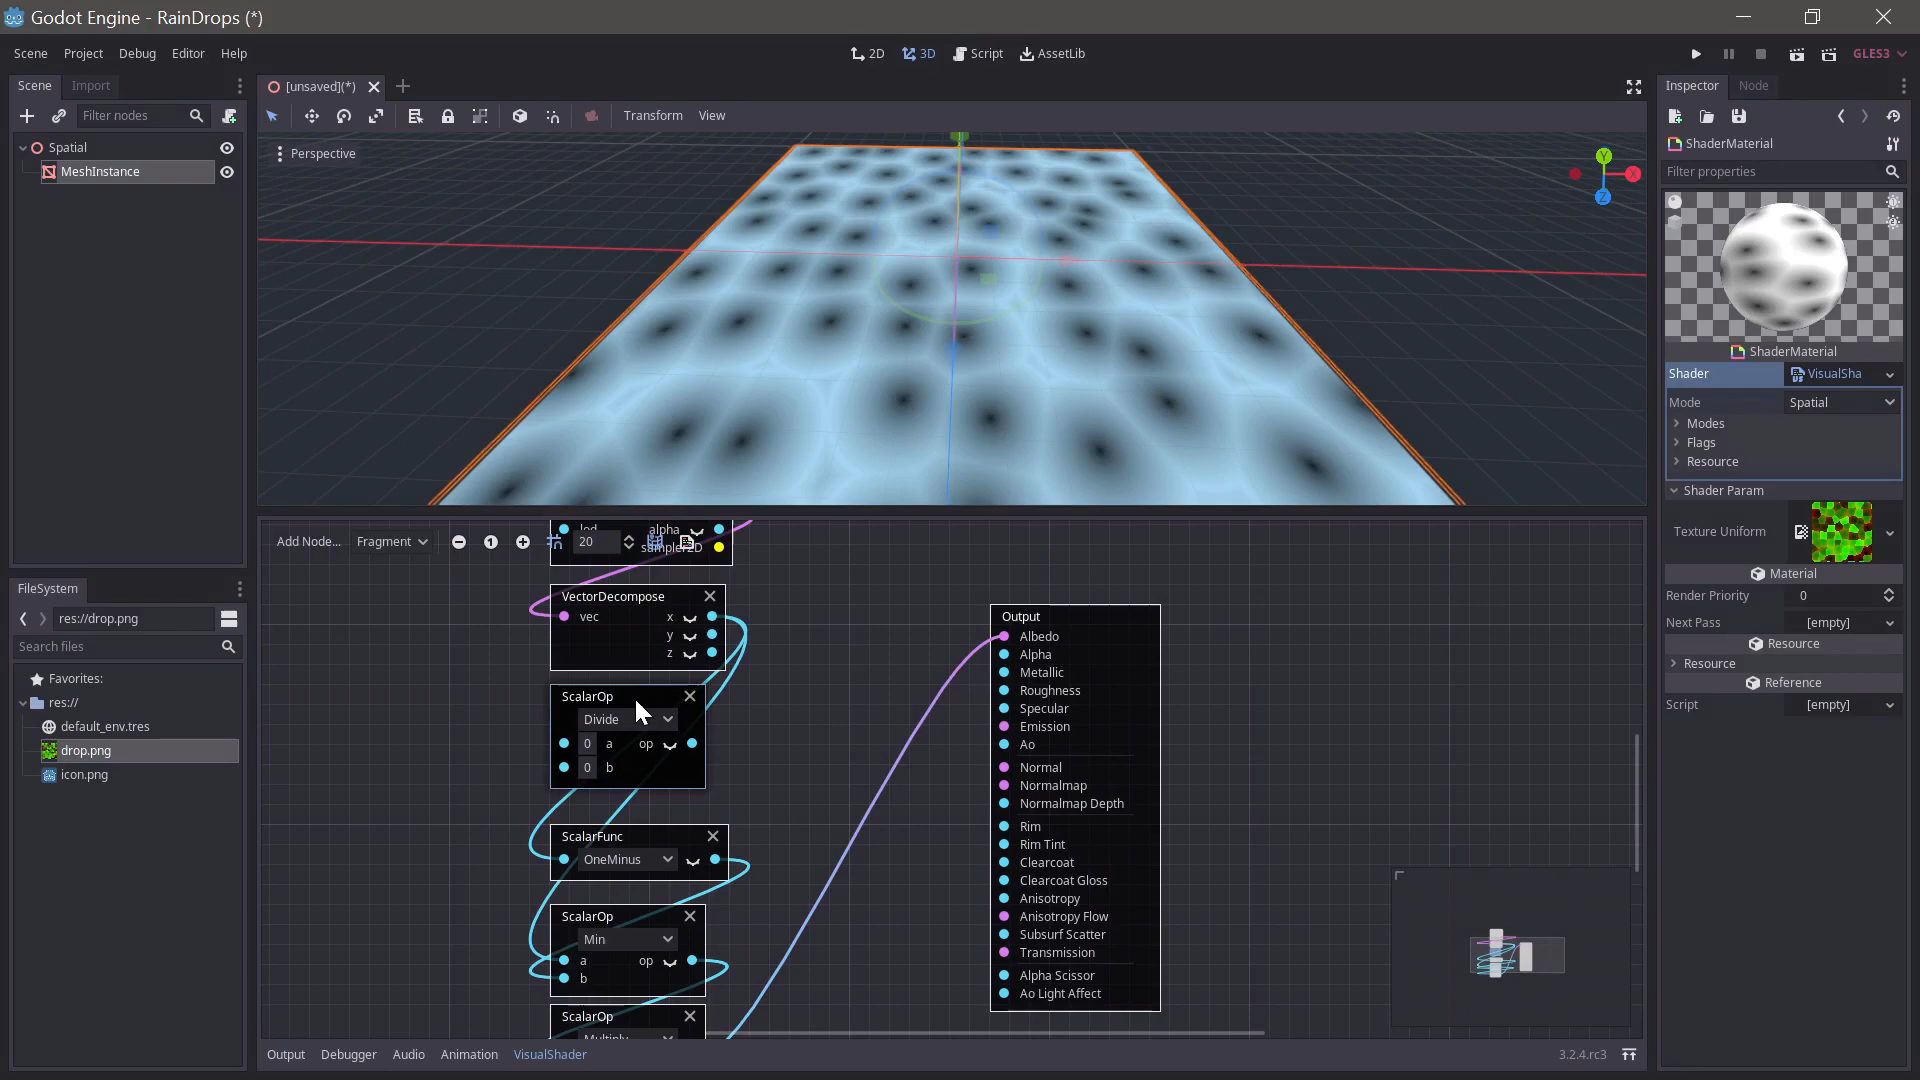 Godot Engine - RainDrops (*)
Scene Project Debug Editor Help
2D 3D Script AssetLib
GLES3
Scene Import
[unsaved](*)
Inspector Node
Filter nodes
Transform View
Spatial
MeshInstance
Perspective
Y
X
Z
ShaderMaterial
Filter properties
ShaderMaterial
Shader VisualSha
Mode Spatial
Modes
Flags
Resource
Shader Param
Texture Uniform
Material
Render Priority 0
Next Pass [empty]
Resource
Resource
Reference
Script [empty]
FileSystem
res://drop.png
Search files
Favorites:
res://
default_env.tres
drop.png
icon.png
Add Node... Fragment 1 20
lod alpha
sampler2D
VectorDecompose
vec x
y
z
ScalarOp
Divide
0 a op
0 b
ScalarFunc
OneMinus
ScalarOp
Min
a op
b
ScalarOp
Multiply
Output
Albedo
Alpha
Metallic
Roughness
Specular
Emission
Ao
Normal
Normalmap
Normalmap Depth
Rim
Rim Tint
Clearcoat
Clearcoat Gloss
Anisotropy
Anisotropy Flow
Subsurf Scatter
Transmission
Alpha Scissor
Ao Light Affect
Output Debugger Audio Animation VisualShader
3.2.4.rc3